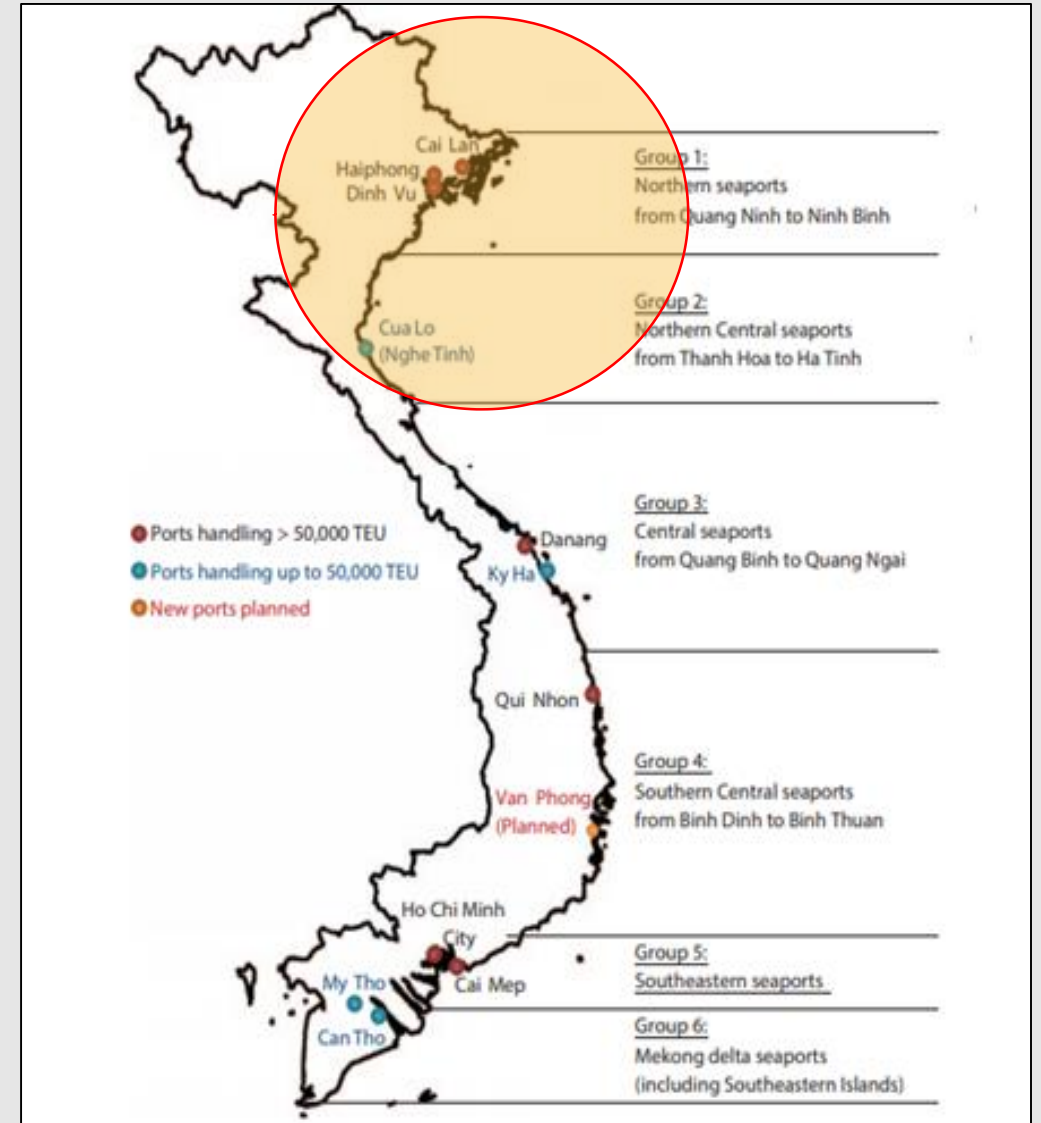 Cai Lan
Haiphong
Dinh Vu
Group 1:
Northern seaports
from Quang Ninh to Ninh Binh
Cua Lo
(Nghe Tinh)
Group 2:
Northern Central seaports
from Thanh Hoa to Ha Tinh
Ports handling > 50,000 TEU
Ports handling up to 50,000 TEU
New ports planned
Danang
Ky Ha
Group 3:
Central seaports
from Quang Binh to Quang Ngai
Qui Nhon
Van Phong
(Planned)
Group 4:
Southern Central seaports
from Binh Dinh to Binh Thuan
Ho Chi Minh
City
Cai Mep
My Tho
Can Tho
Group 5:
Southeastern seaports
Group 6:
Mekong delta seaports
(including Southeastern Islands)